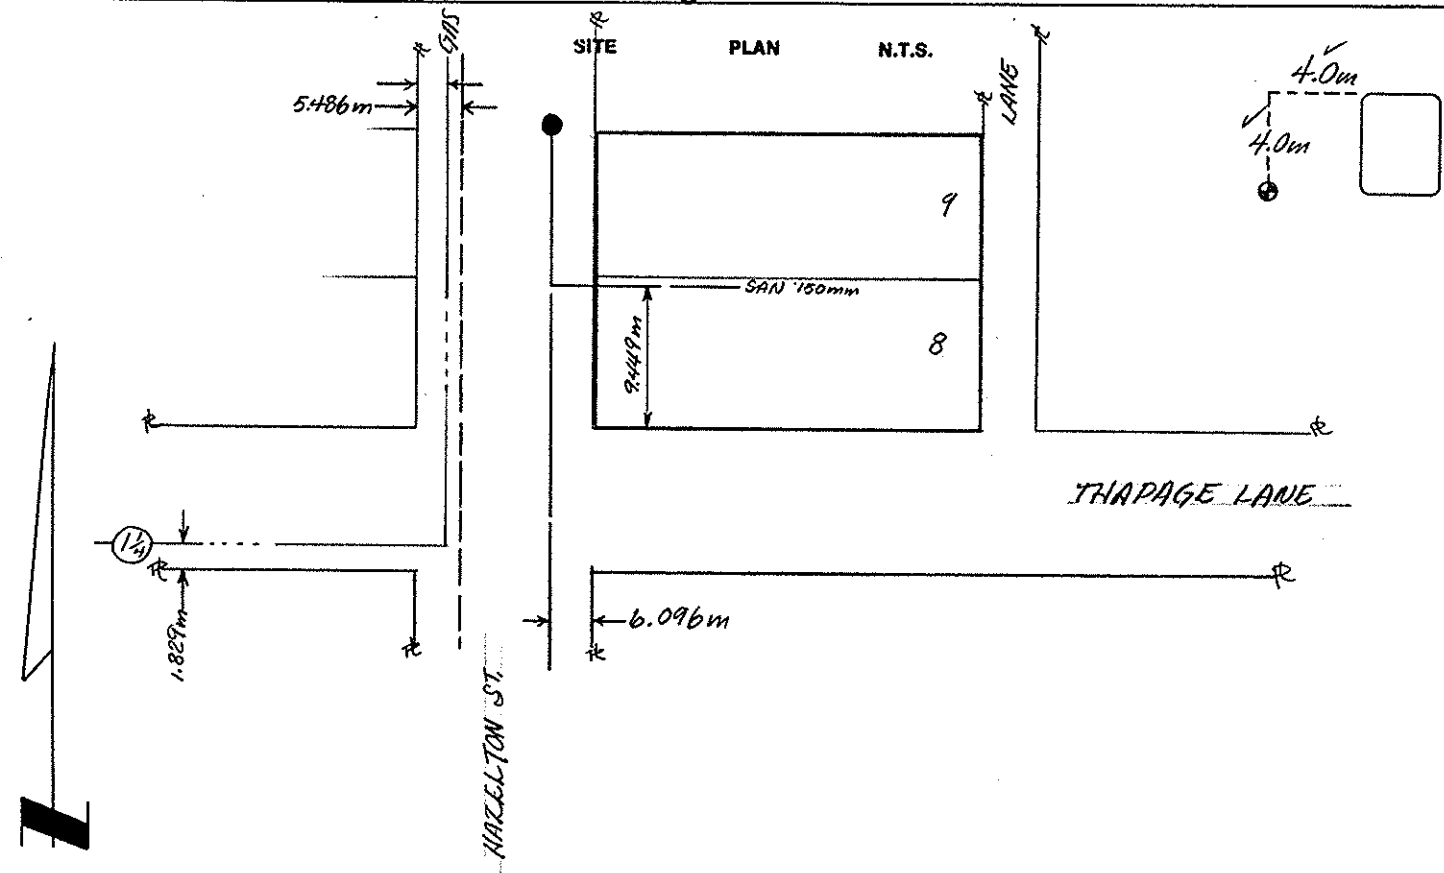 GAS
SITE PLAN N.T.S.
LANE
4.0m
5.486m
4.0m
9
SAN 150mm
9.449m
8
THAPAGE LANE
1¼
6.096m
1.829m
HAZELTON ST.